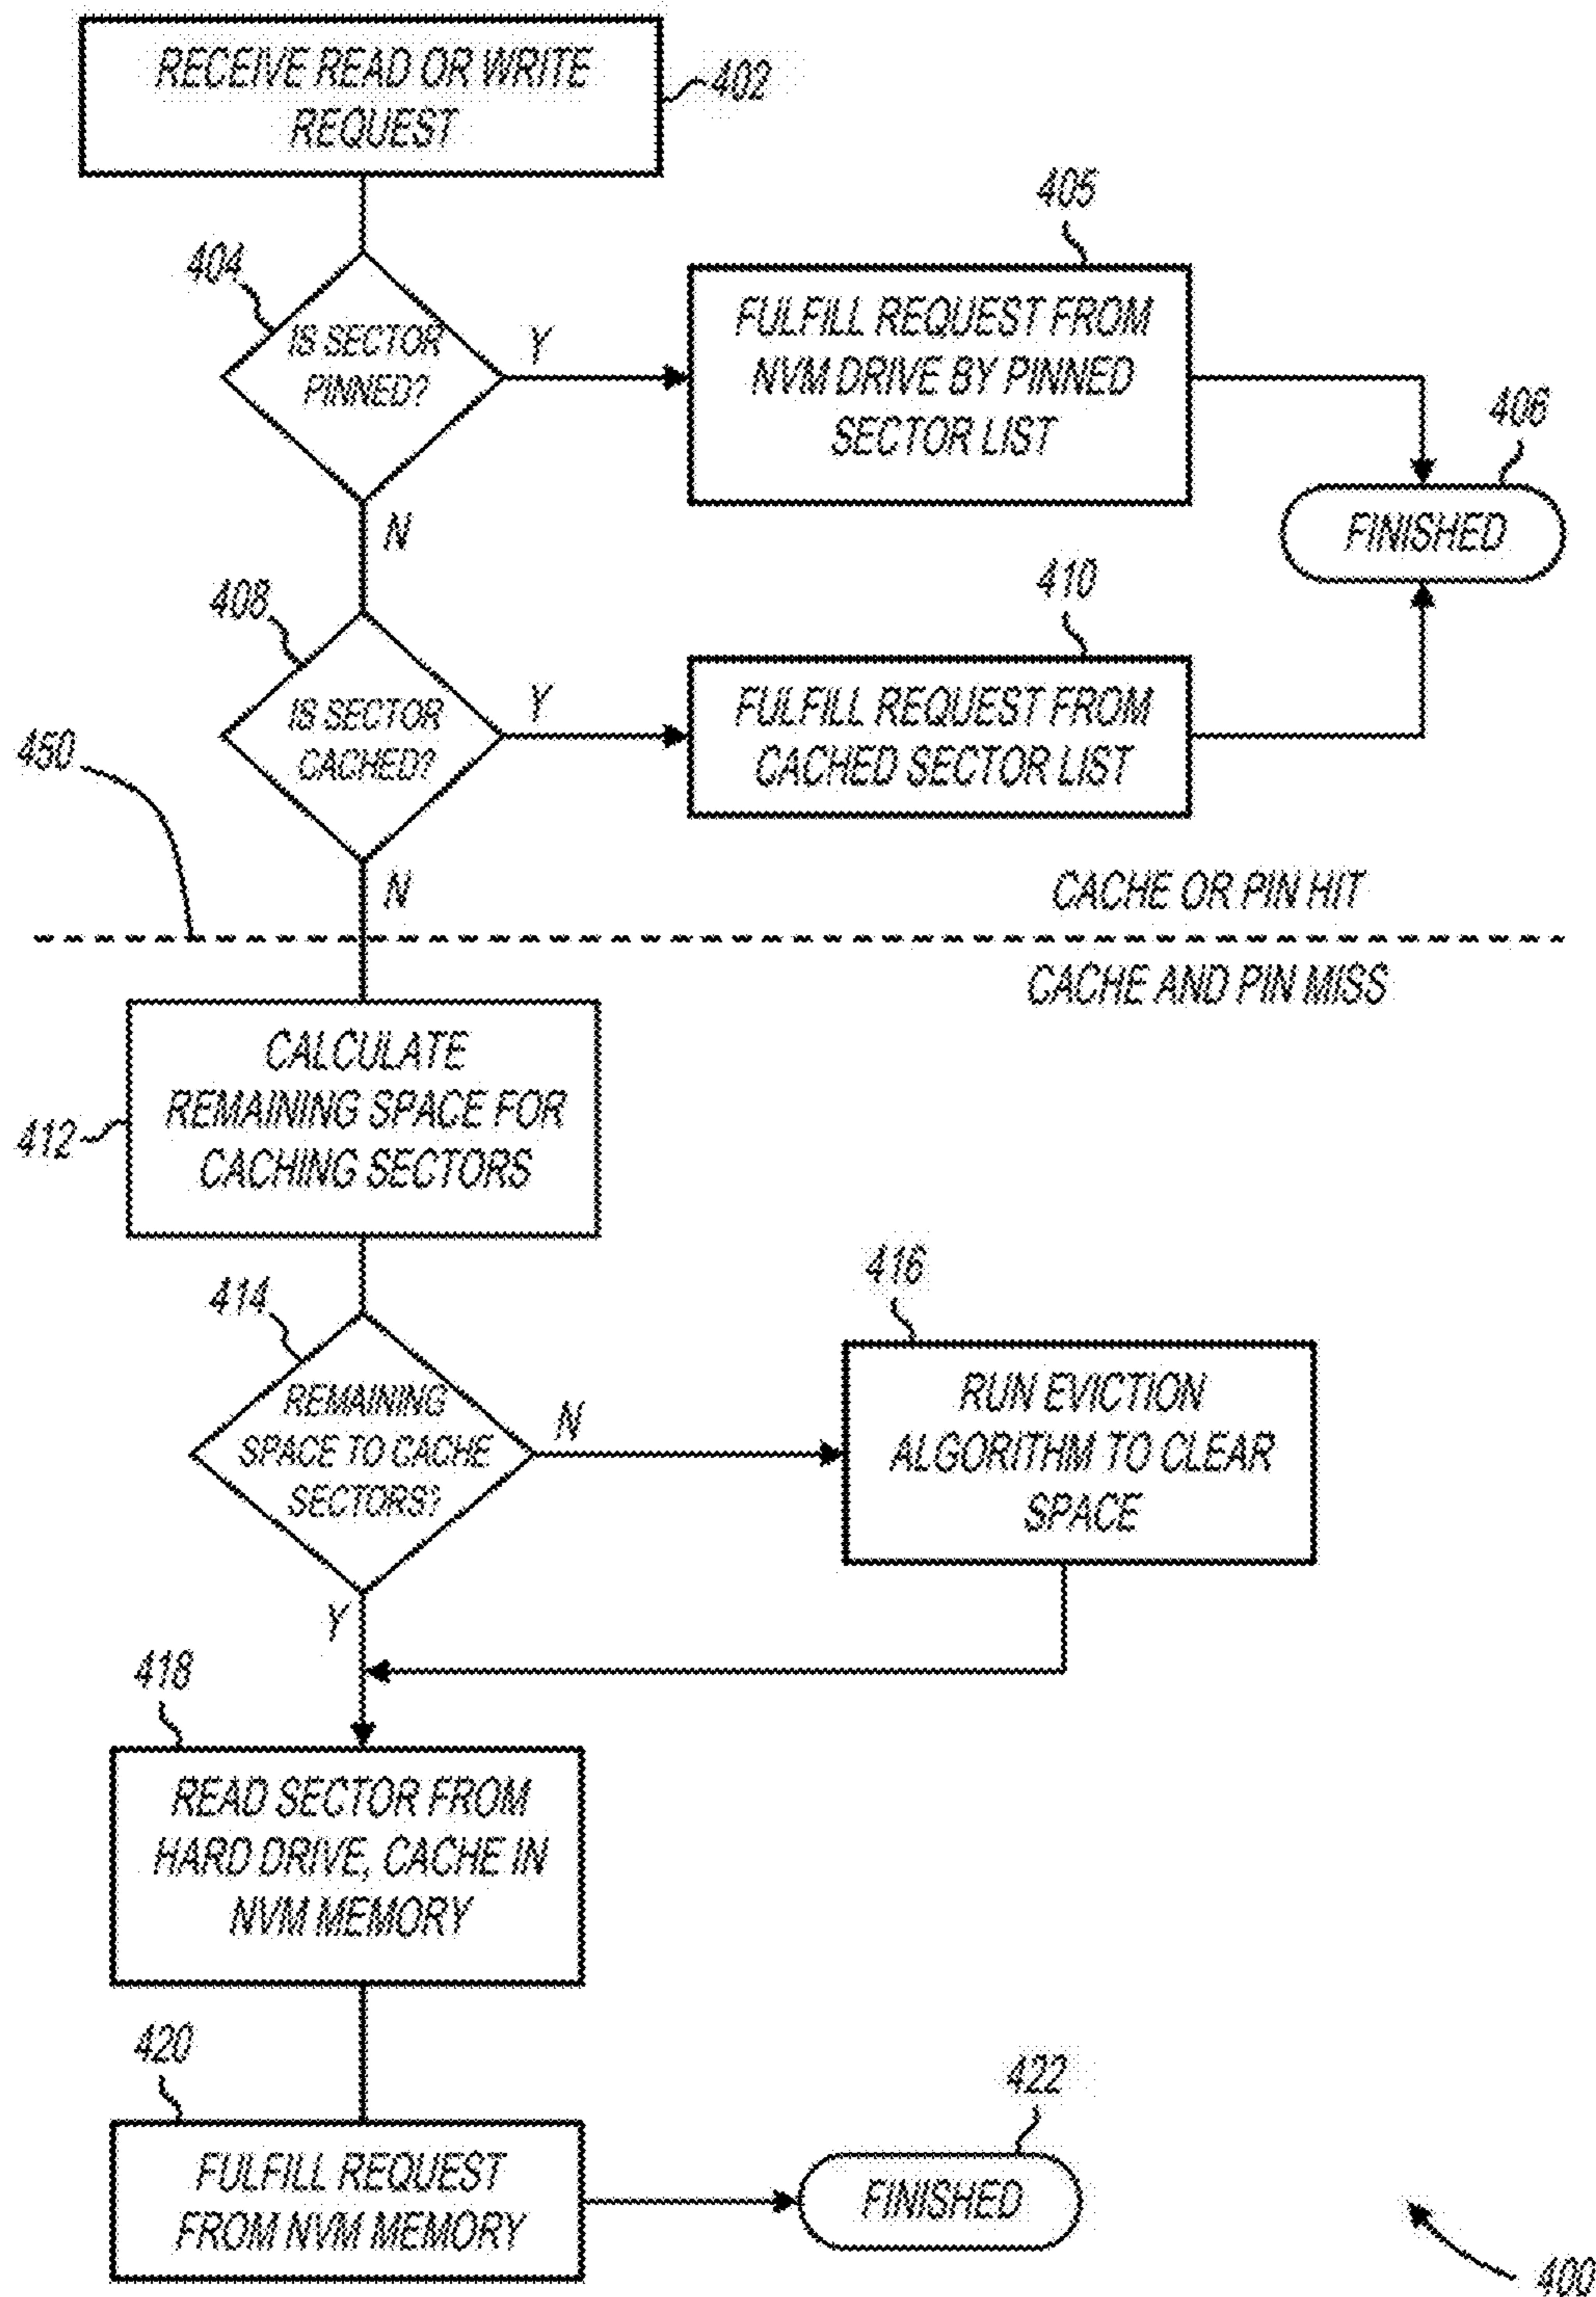 RECEIVE READ OR WRITE
REQUEST
402
404
IS SECTOR
PINNED?
Y
N
405
FULFILL REQUEST FROM
NVM DRIVE BY PINNED
SECTOR LIST
406
FINISHED
408
IS SECTOR
CACHED?
Y
N
410
FULFILL REQUEST FROM
CACHED SECTOR LIST
450
CACHE OR PIN HIT
CACHE AND PIN MISS
412
CALCULATE
REMAINING SPACE FOR
CACHING SECTORS
414
REMAINING
SPACE TO CACHE
SECTORS?
N
Y
416
RUN EVICTION
ALGORITHM TO CLEAR
SPACE
418
READ SECTOR FROM
HARD DRIVE, CACHE IN
NVM MEMORY
420
FULFILL REQUEST
FROM NVM MEMORY
422
FINISHED
400